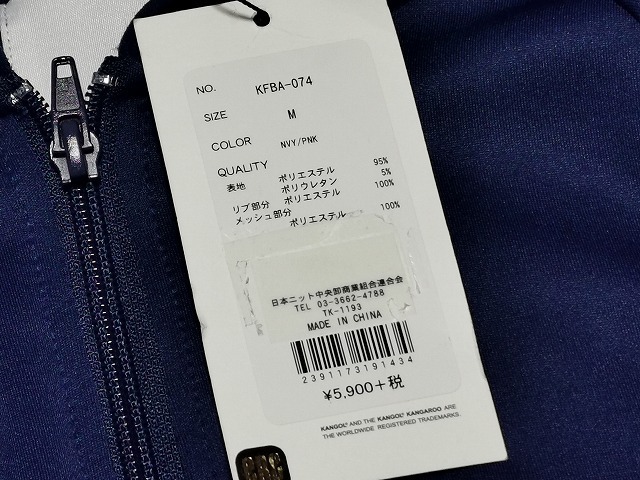 NO. KFBA-074
SIZE M
COLOR NVY/PNK
QUALITY
表地 ポリエステル 95%
ポリウレタン 5%
リブ部分 ポリエステル 100%
メッシュ部分
ポリエステル 100%
日本ニット中央卸商業組合連合会
TEL 03-3662-4788
TK-1193
MADE IN CHINA
2391173191434
¥5,900+税
KANGOL® AND THE KANGOL® KANGAROO ARE
THE WORLDWIDE REGISTERED TRADEMARKS.